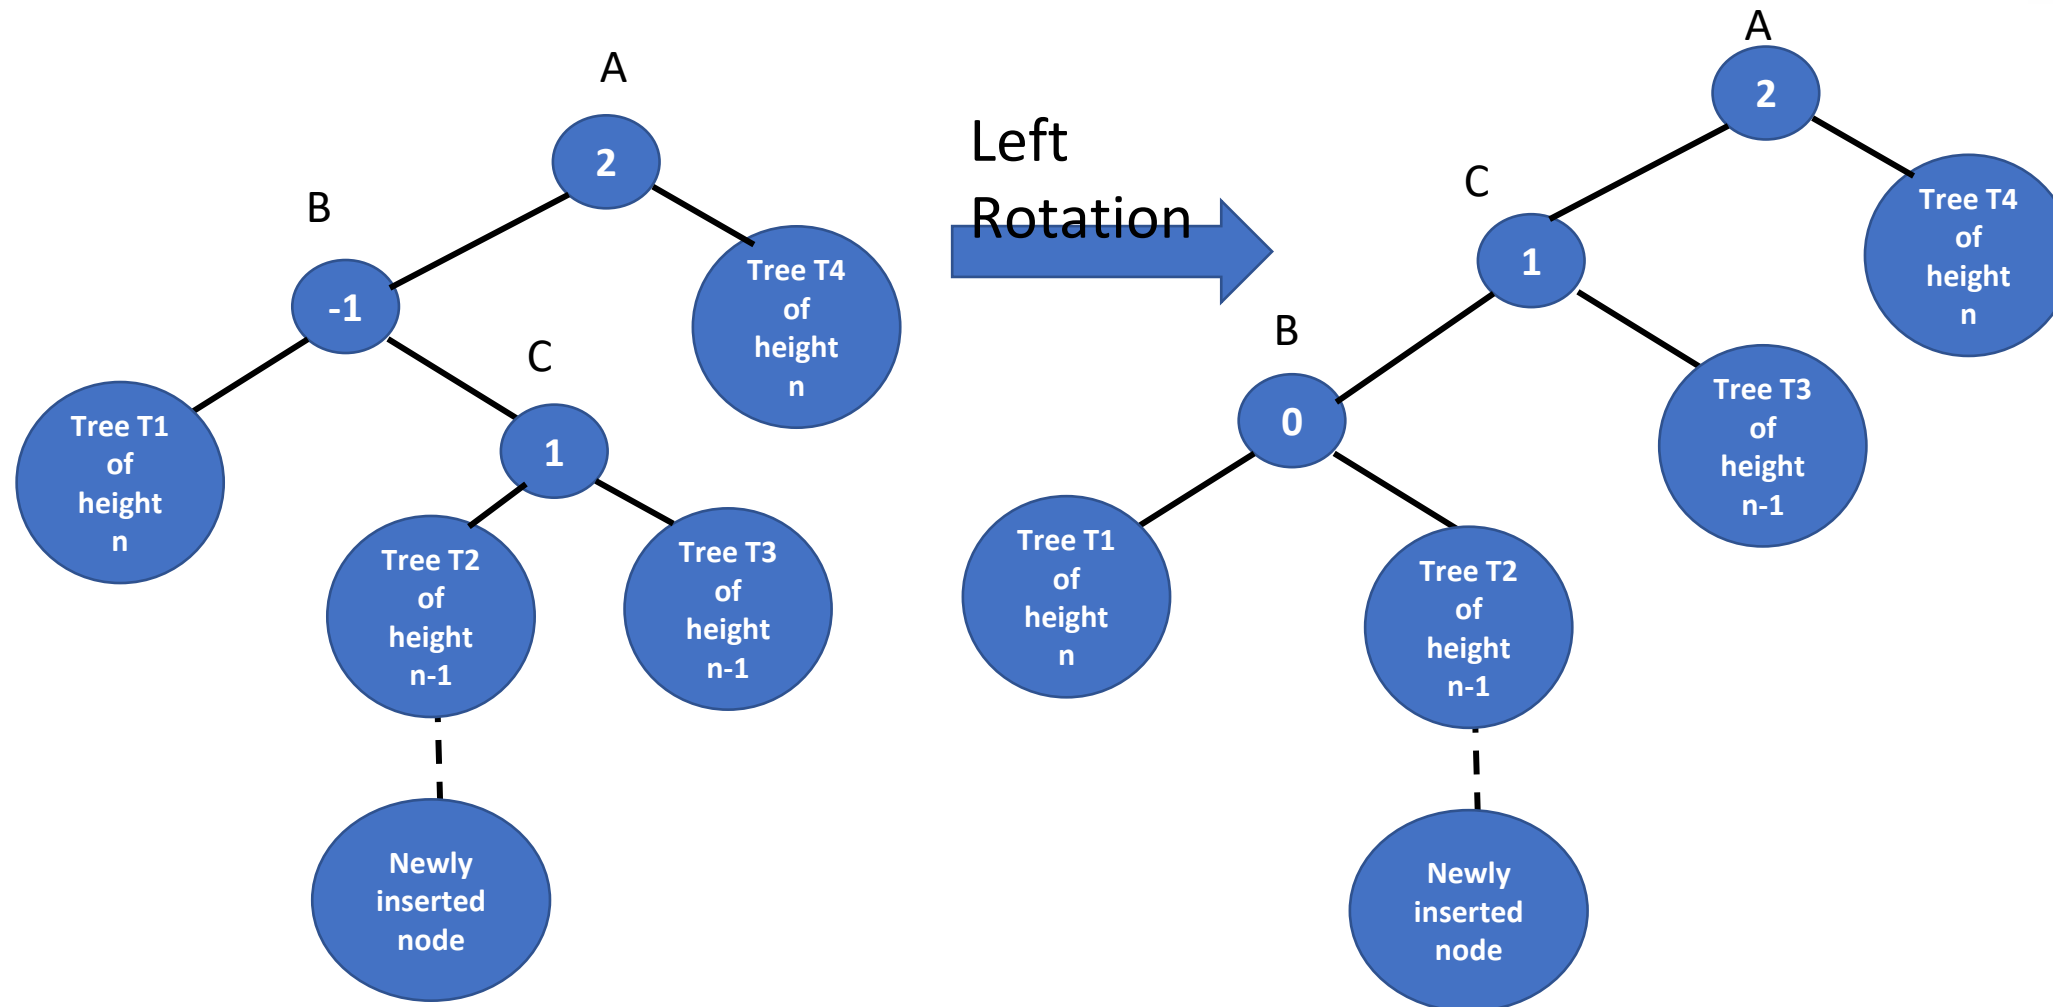 A
2
B
-1
C
1
Tree T4
of
height
n
Tree T1
of
height
n
Tree T2
of
height
n-1
Tree T3
of
height
n-1
Newly
inserted
node
Left
Rotation
A
2
C
1
B
0
Tree T4
of
height
n
Tree T3
of
height
n-1
Tree T1
of
height
n
Tree T2
of
height
n-1
Newly
inserted
node